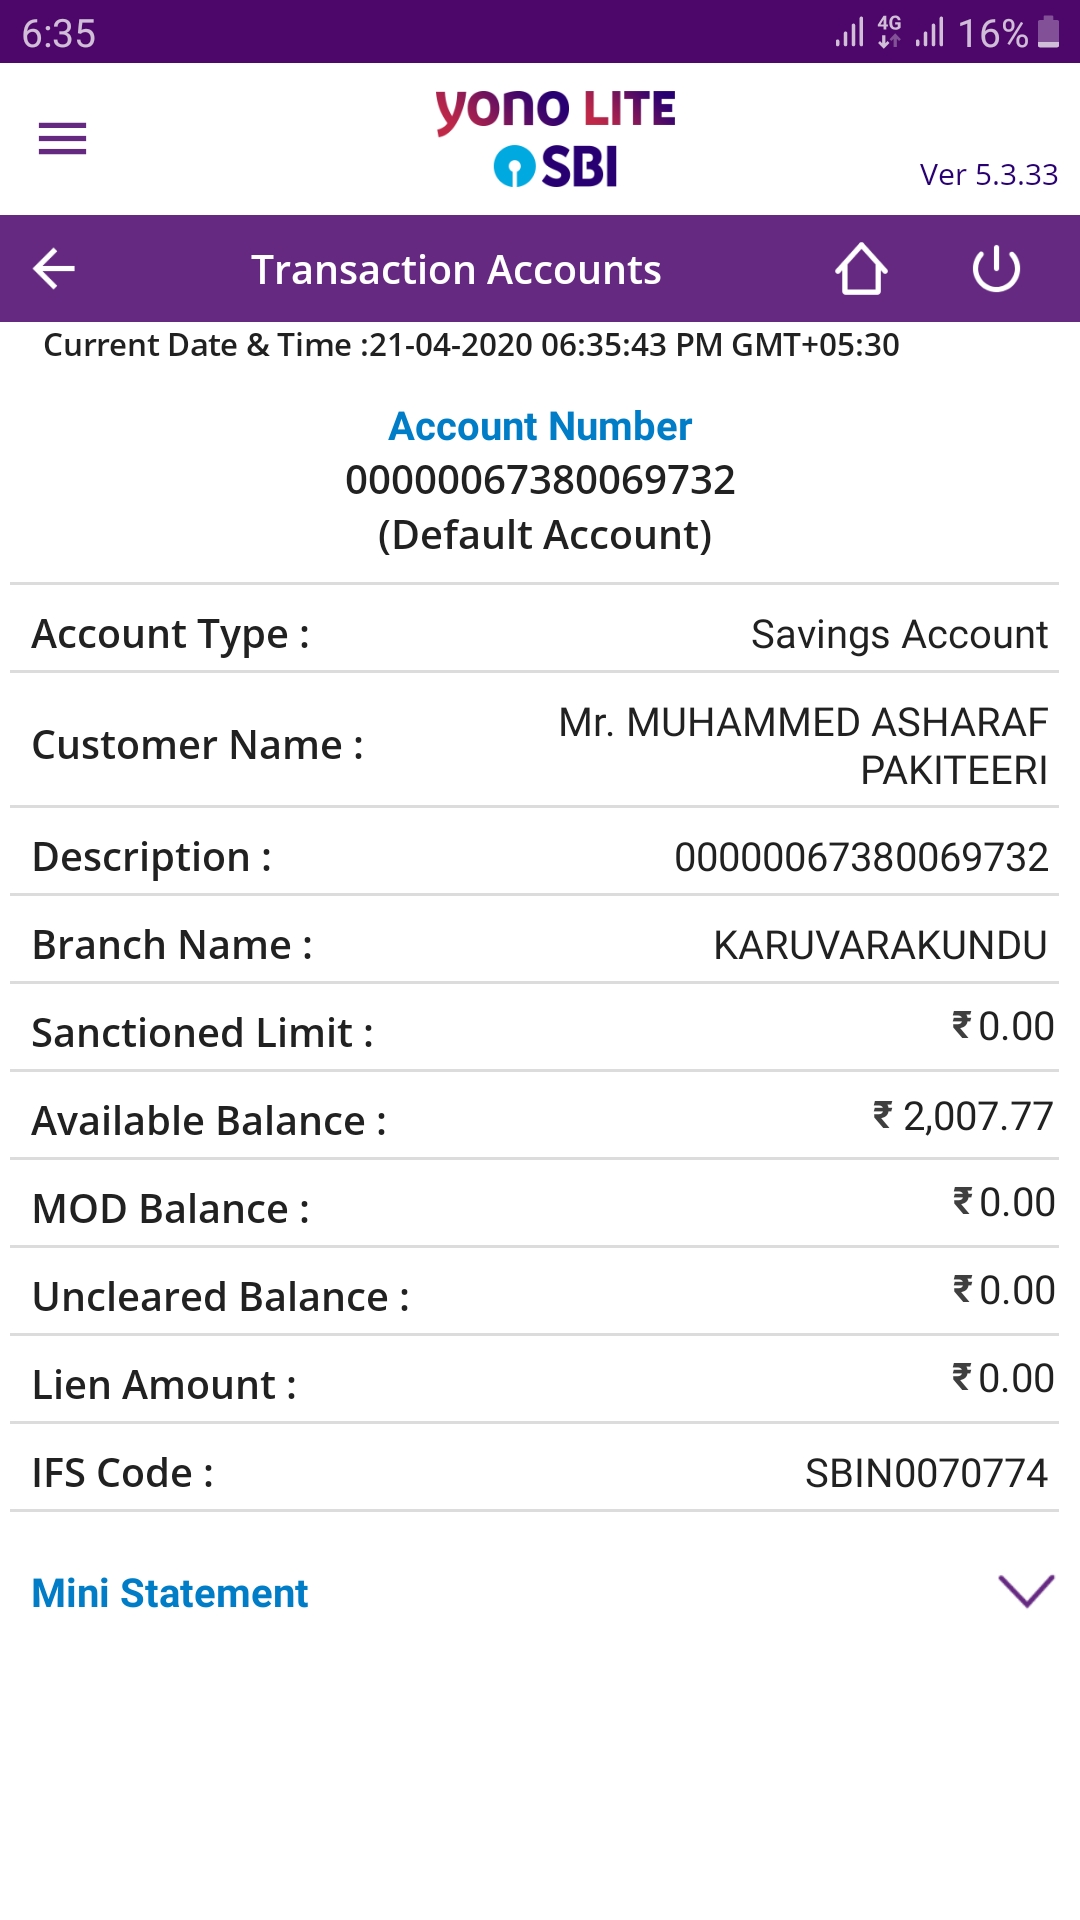 6:35 4G 16%
yono LITE
SBI
Ver 5.3.33
Transaction Accounts
Current Date & Time :21-04-2020 06:35:43 PM GMT+05:30
Account Number
00000067380069732
(Default Account)
Account Type : Savings Account
Customer Name : Mr. MUHAMMED ASHARAF
PAKITEERI
Description : 00000067380069732
Branch Name : KARUVARAKUNDU
Sanctioned Limit : ₹ 0.00
Available Balance : ₹ 2,007.77
MOD Balance : ₹ 0.00
Uncleared Balance : ₹ 0.00
Lien Amount : ₹ 0.00
IFS Code : SBIN0070774
Mini Statement